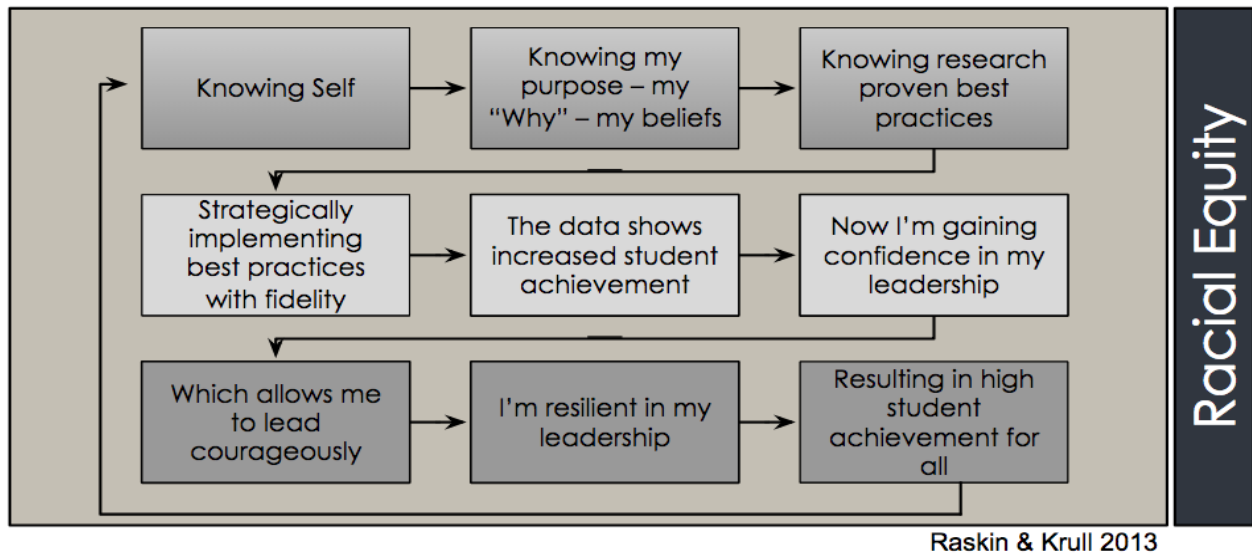 Knowing Self
Knowing my
purpose – my
“Why” – my beliefs
Knowing research
proven best
practices
Strategically
implementing
best practices
with fidelity
The data shows
increased student
achievement
Now I’m gaining
confidence in my
leadership
Which allows me
to lead
courageously
I’m resilient in my
leadership
Resulting in high
student
achievement for
all
Racial Equity
Raskin & Krull 2013